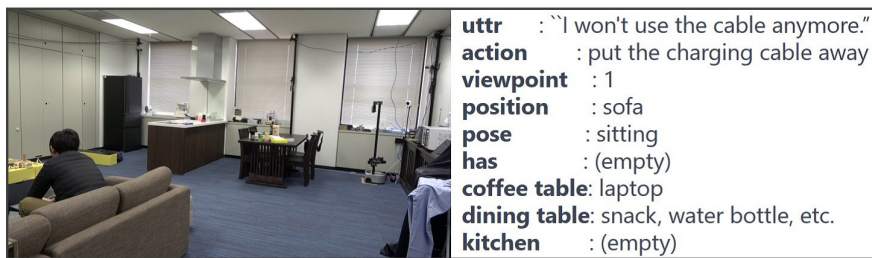 uttr : ``I won't use the cable anymore.”
action : put the charging cable away
viewpoint : 1
position : sofa
pose : sitting
has : (empty)
coffee table: laptop
dining table: snack, water bottle, etc.
kitchen : (empty)